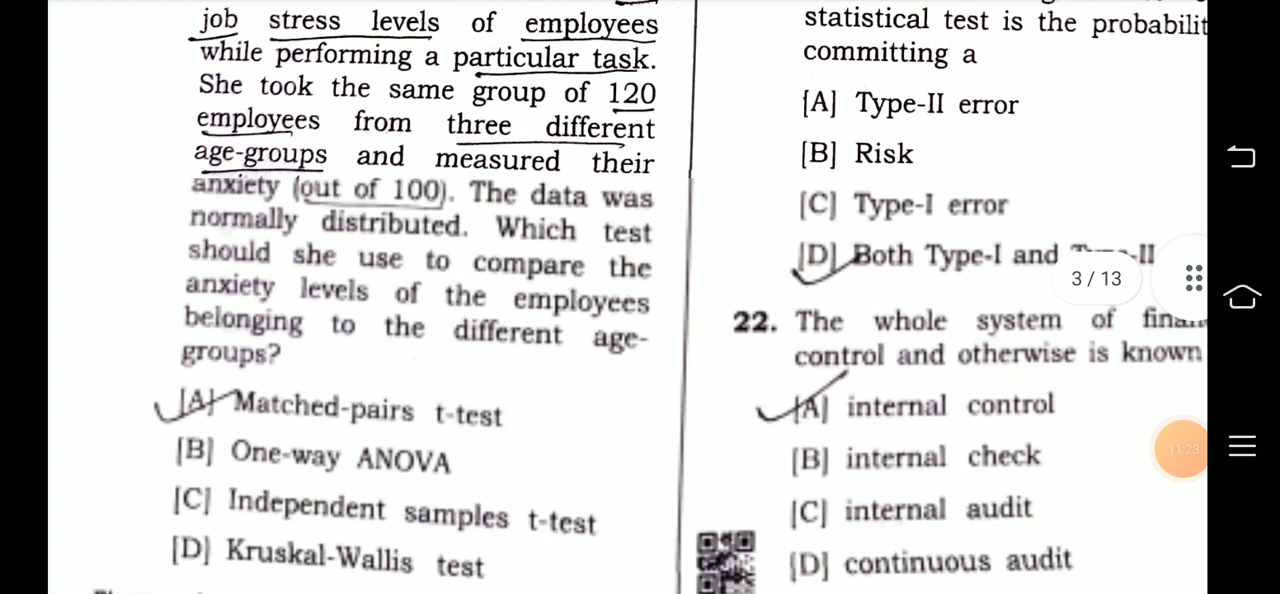 job stress levels of employees
while performing a particular task.
She took the same group of 120
employees from three different
age-groups and measured their
anxiety (out of 100). The data was
normally distributed. Which test
should she use to compare the
anxiety levels of the employees
belonging to the different age-
groups?
[A] Matched-pairs t-test
[B] One-way ANOVA
[C] Independent samples t-test
[D] Kruskal-Wallis test
statistical test is the probabilit
committing a
[A] Type-II error
[B] Risk
[C] Type-I error
[D] Both Type-I and -II
22. The whole system of finan
control and otherwise is known
[A] internal control
[B] internal check
[C] internal audit
[D] continuous audit
3 / 13
11:23